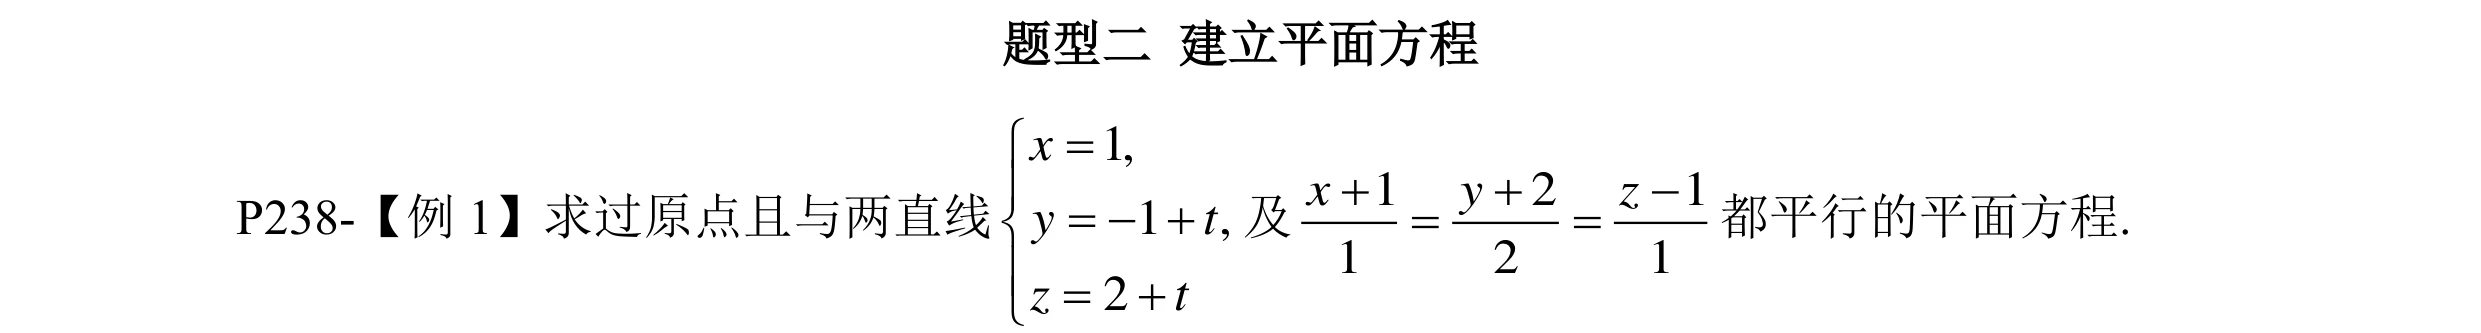 题型二 建立平面方程
P238-【例 1】求过原点且与两直线 $\begin{cases} x=1, \\ y=-1+t, \\ z=2+t \end{cases}$ 及 $\frac{x+1}{1}=\frac{y+2}{2}=\frac{z-1}{1}$ 都平行的平面方程.